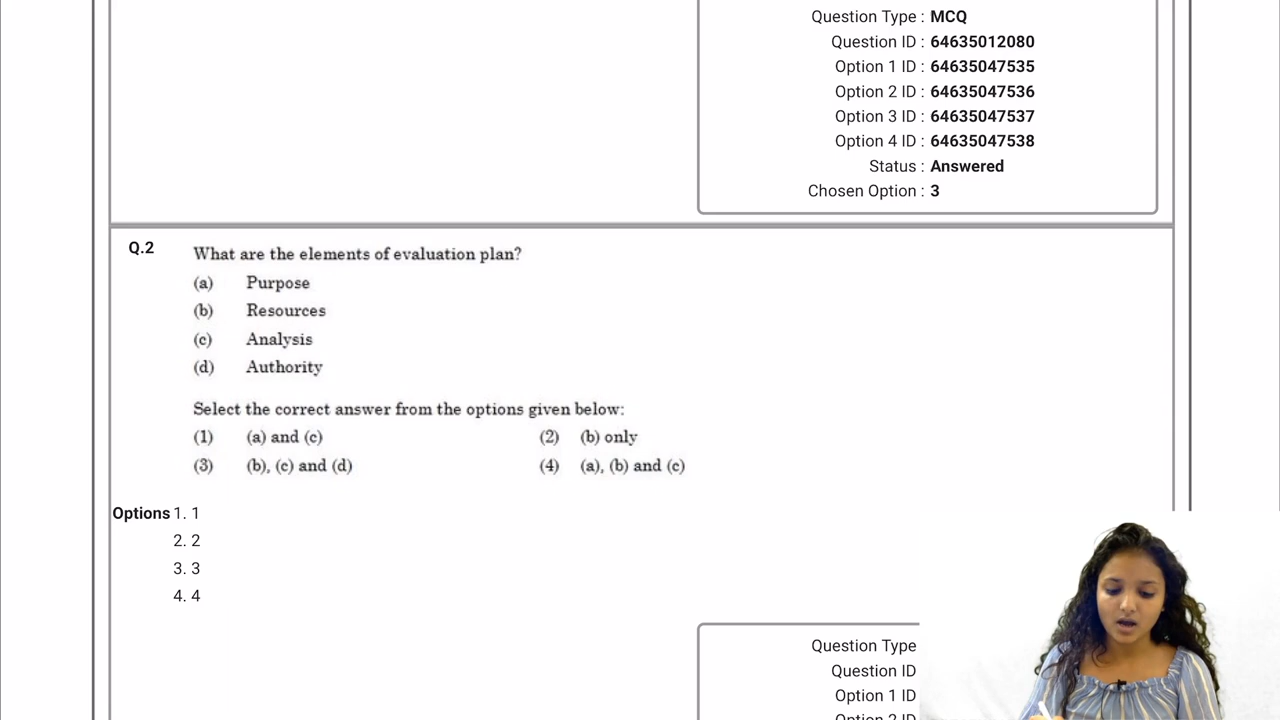 Question Type : MCQ
Question ID : 64635012080
Option 1 ID : 64635047535
Option 2 ID : 64635047536
Option 3 ID : 64635047537
Option 4 ID : 64635047538
Status : Answered
Chosen Option : 3
Q.2 What are the elements of evaluation plan?
(a) Purpose
(b) Resources
(c) Analysis
(d) Authority
Select the correct answer from the options given below:
(1) (a) and (c) (2) (b) only
(3) (b), (c) and (d) (4) (a), (b) and (c)
Options 1. 1
2. 2
3. 3
4. 4
Question Type
Question ID
Option 1 ID
Option 2 ID